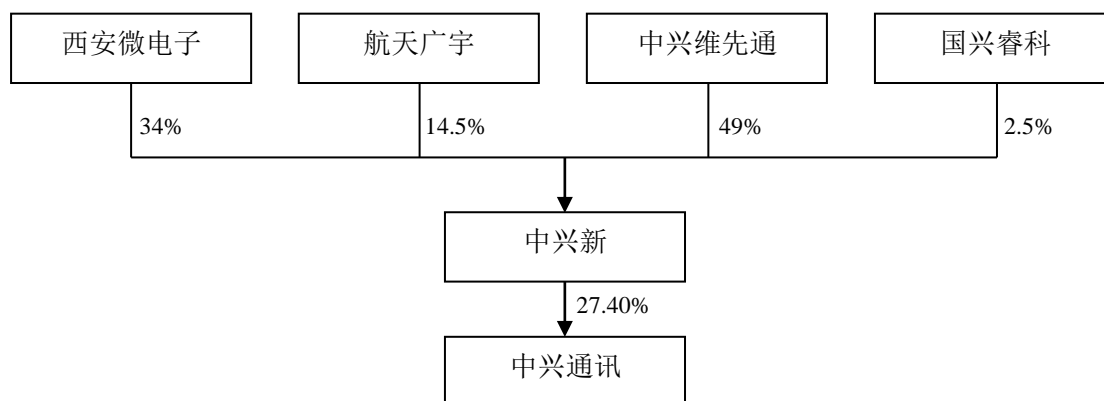 西安微电子
航天广宇
中兴维先通
国兴睿科
34%
14.5%
49%
2.5%
中兴新
27.40%
中兴通讯